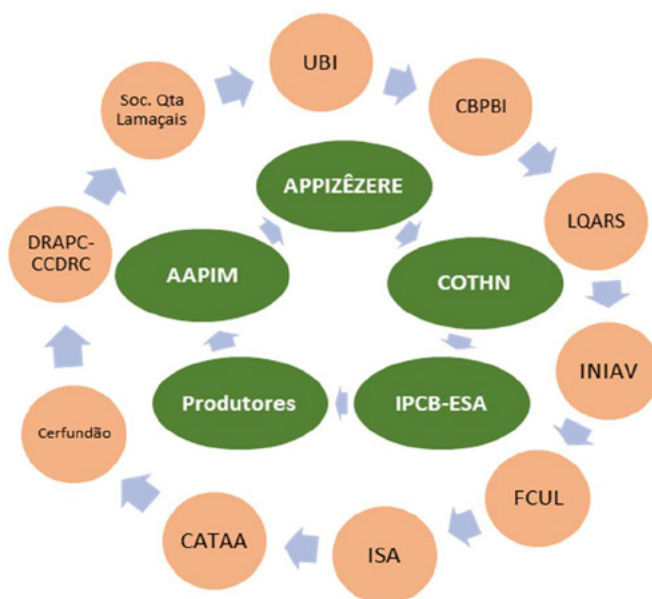 UBI
CBPBI
Soc. Qta
Lamaçais
APPIZÊZERE
LQARS
DRAPC-
CCDRC
AAPIM
COTHN
INIAV
Produtores
IPCB-ESA
Cerfundão
FCUL
CATAA
ISA